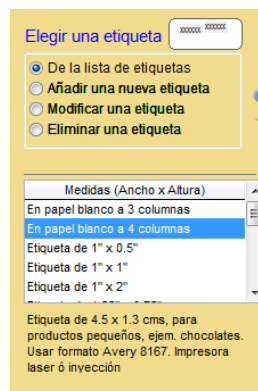 Elegir una etiqueta
xxxxxxx xxxxxxx
De la lista de etiquetas
Añadir una nueva etiqueta
Modificar una etiqueta
Eliminar una etiqueta
Medidas (Ancho x Altura)
En papel blanco a 3 columnas
En papel blanco a 4 columnas
Etiqueta de 1" x 0.5"
Etiqueta de 1" x 1"
Etiqueta de 1" x 2"
Etiqueta de 4.5 x 1.3 cms, para
productos pequeños, ejem. chocolates.
Usar formato Avery 8167. Impresora
laser ó inyección